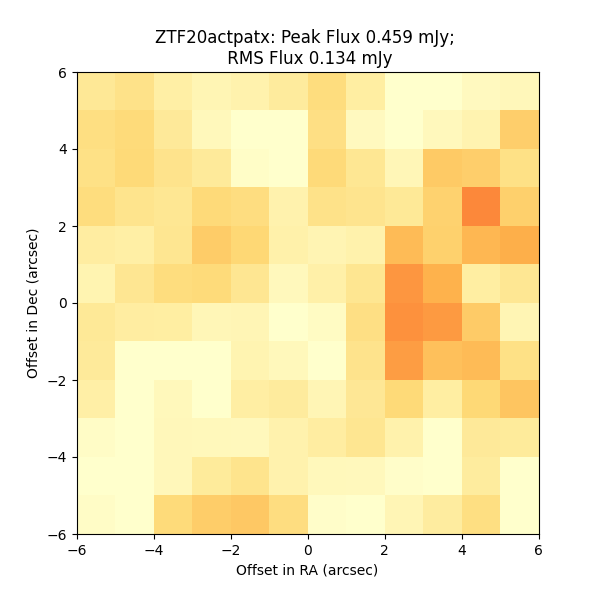 ZTF20actpatx: Peak Flux 0.459 mJy;
RMS Flux 0.134 mJy
6
4
2
0
−2
−4
−6
Offset in Dec (arcsec)
−6 −4 −2 0 2 4 6
Offset in RA (arcsec)